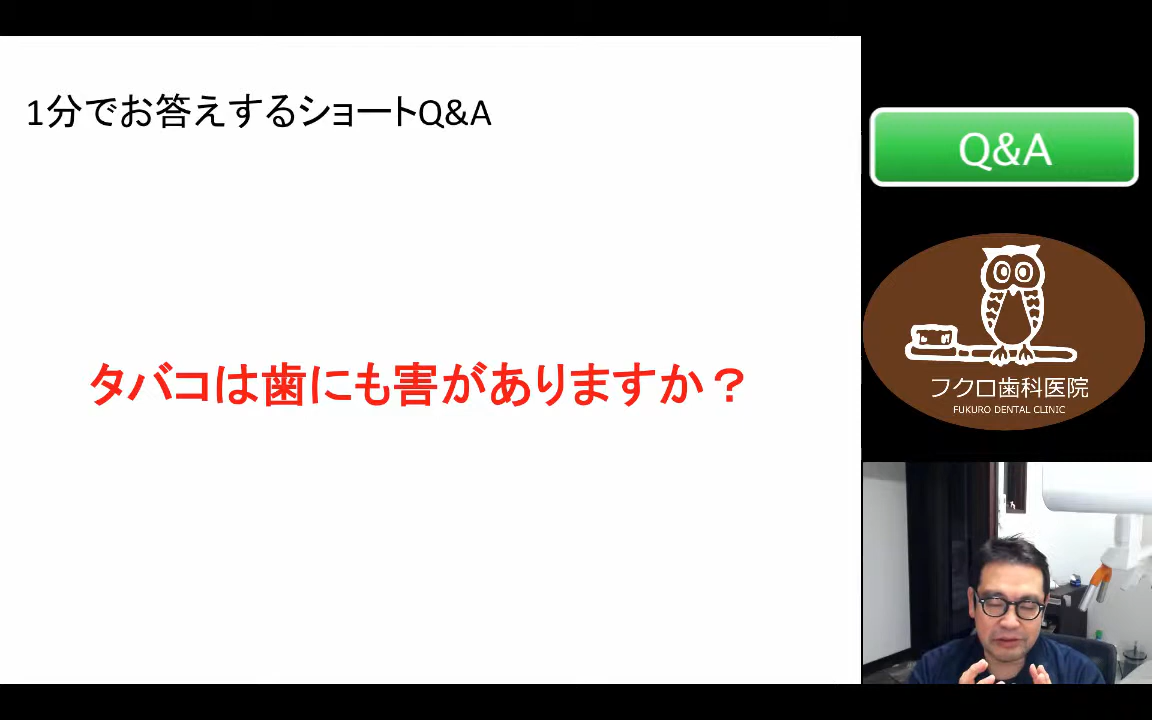 1分でお答えするショートQ&A
タバコは歯にも害がありますか？
Q&A
フクロ歯科医院
FUKURO DENTAL CLINIC